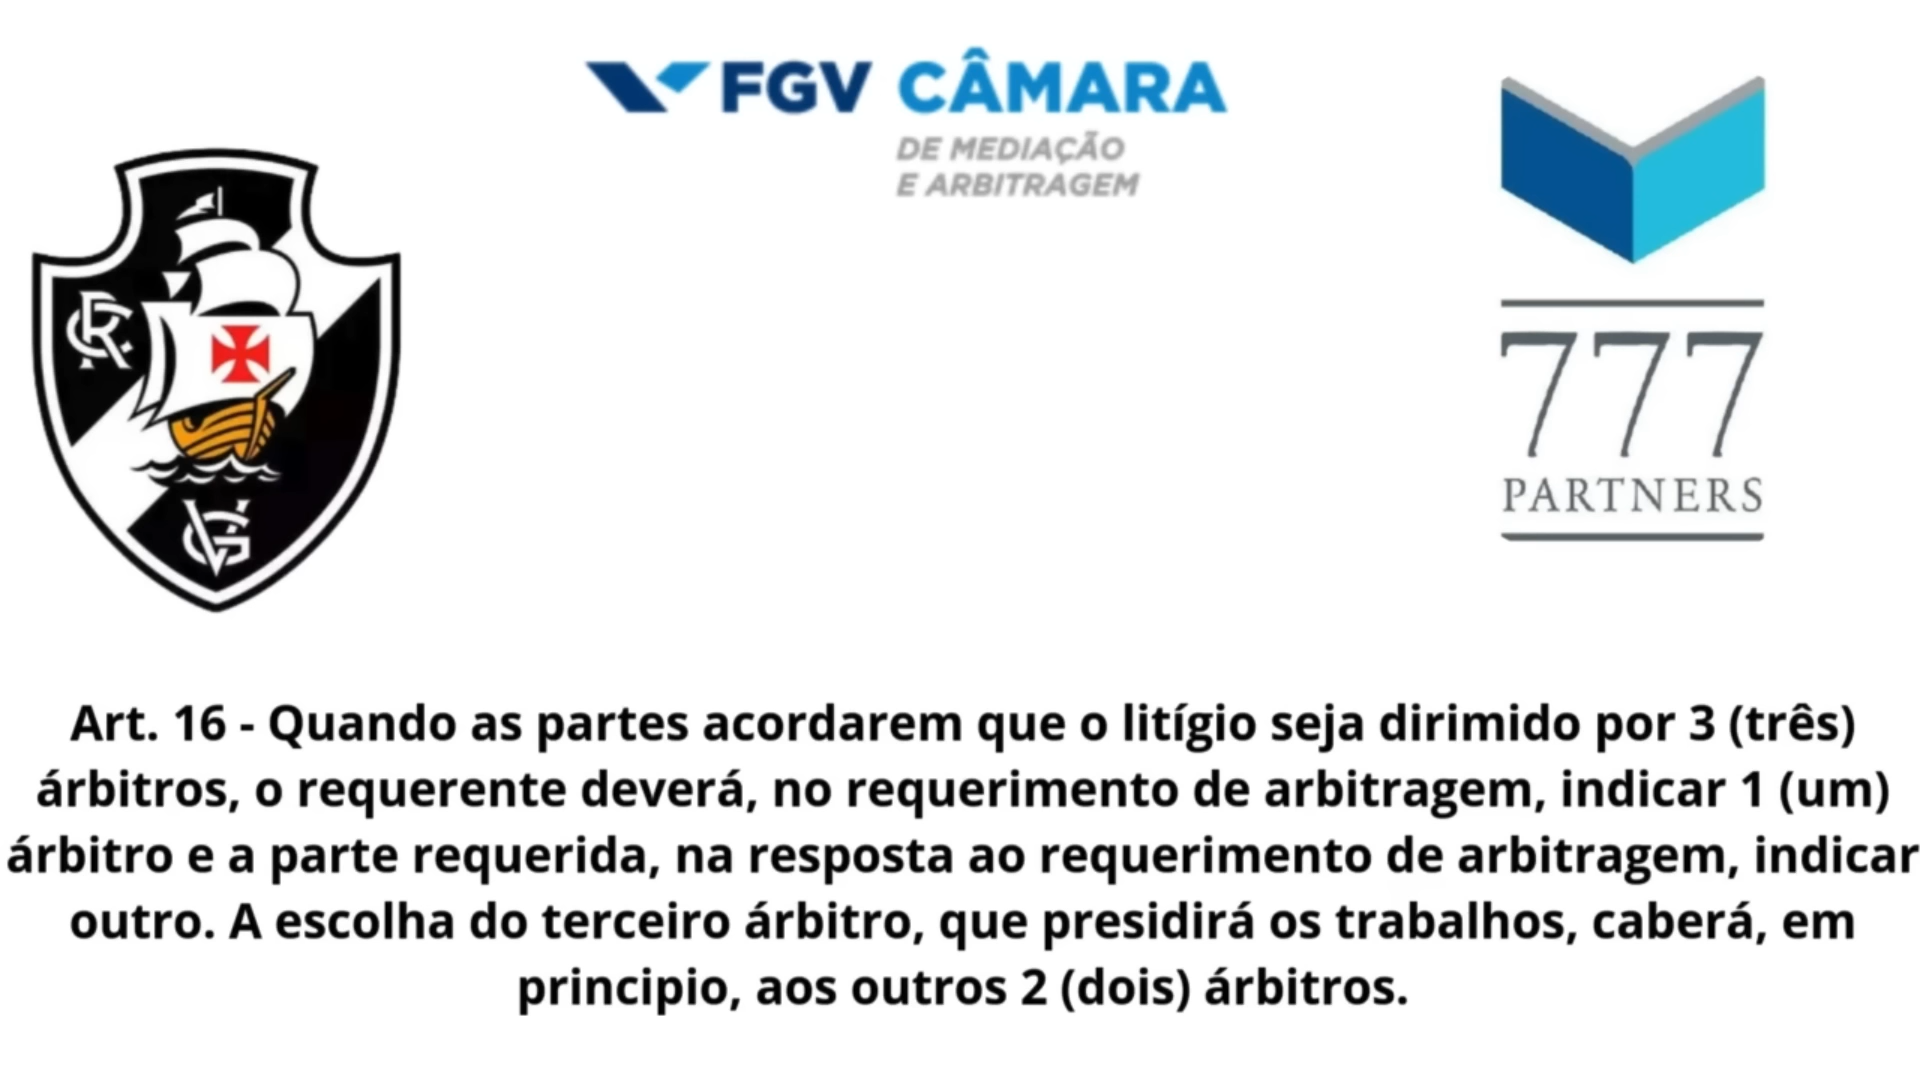 FGV CÂMARA
DE MEDIAÇÃO
E ARBITRAGEM
CR
VG
777
PARTNERS
Art. 16 - Quando as partes acordarem que o litígio seja dirimido por 3 (três)
árbitros, o requerente deverá, no requerimento de arbitragem, indicar 1 (um)
árbitro e a parte requerida, na resposta ao requerimento de arbitragem, indicar
outro. A escolha do terceiro árbitro, que presidirá os trabalhos, caberá, em
principio, aos outros 2 (dois) árbitros.